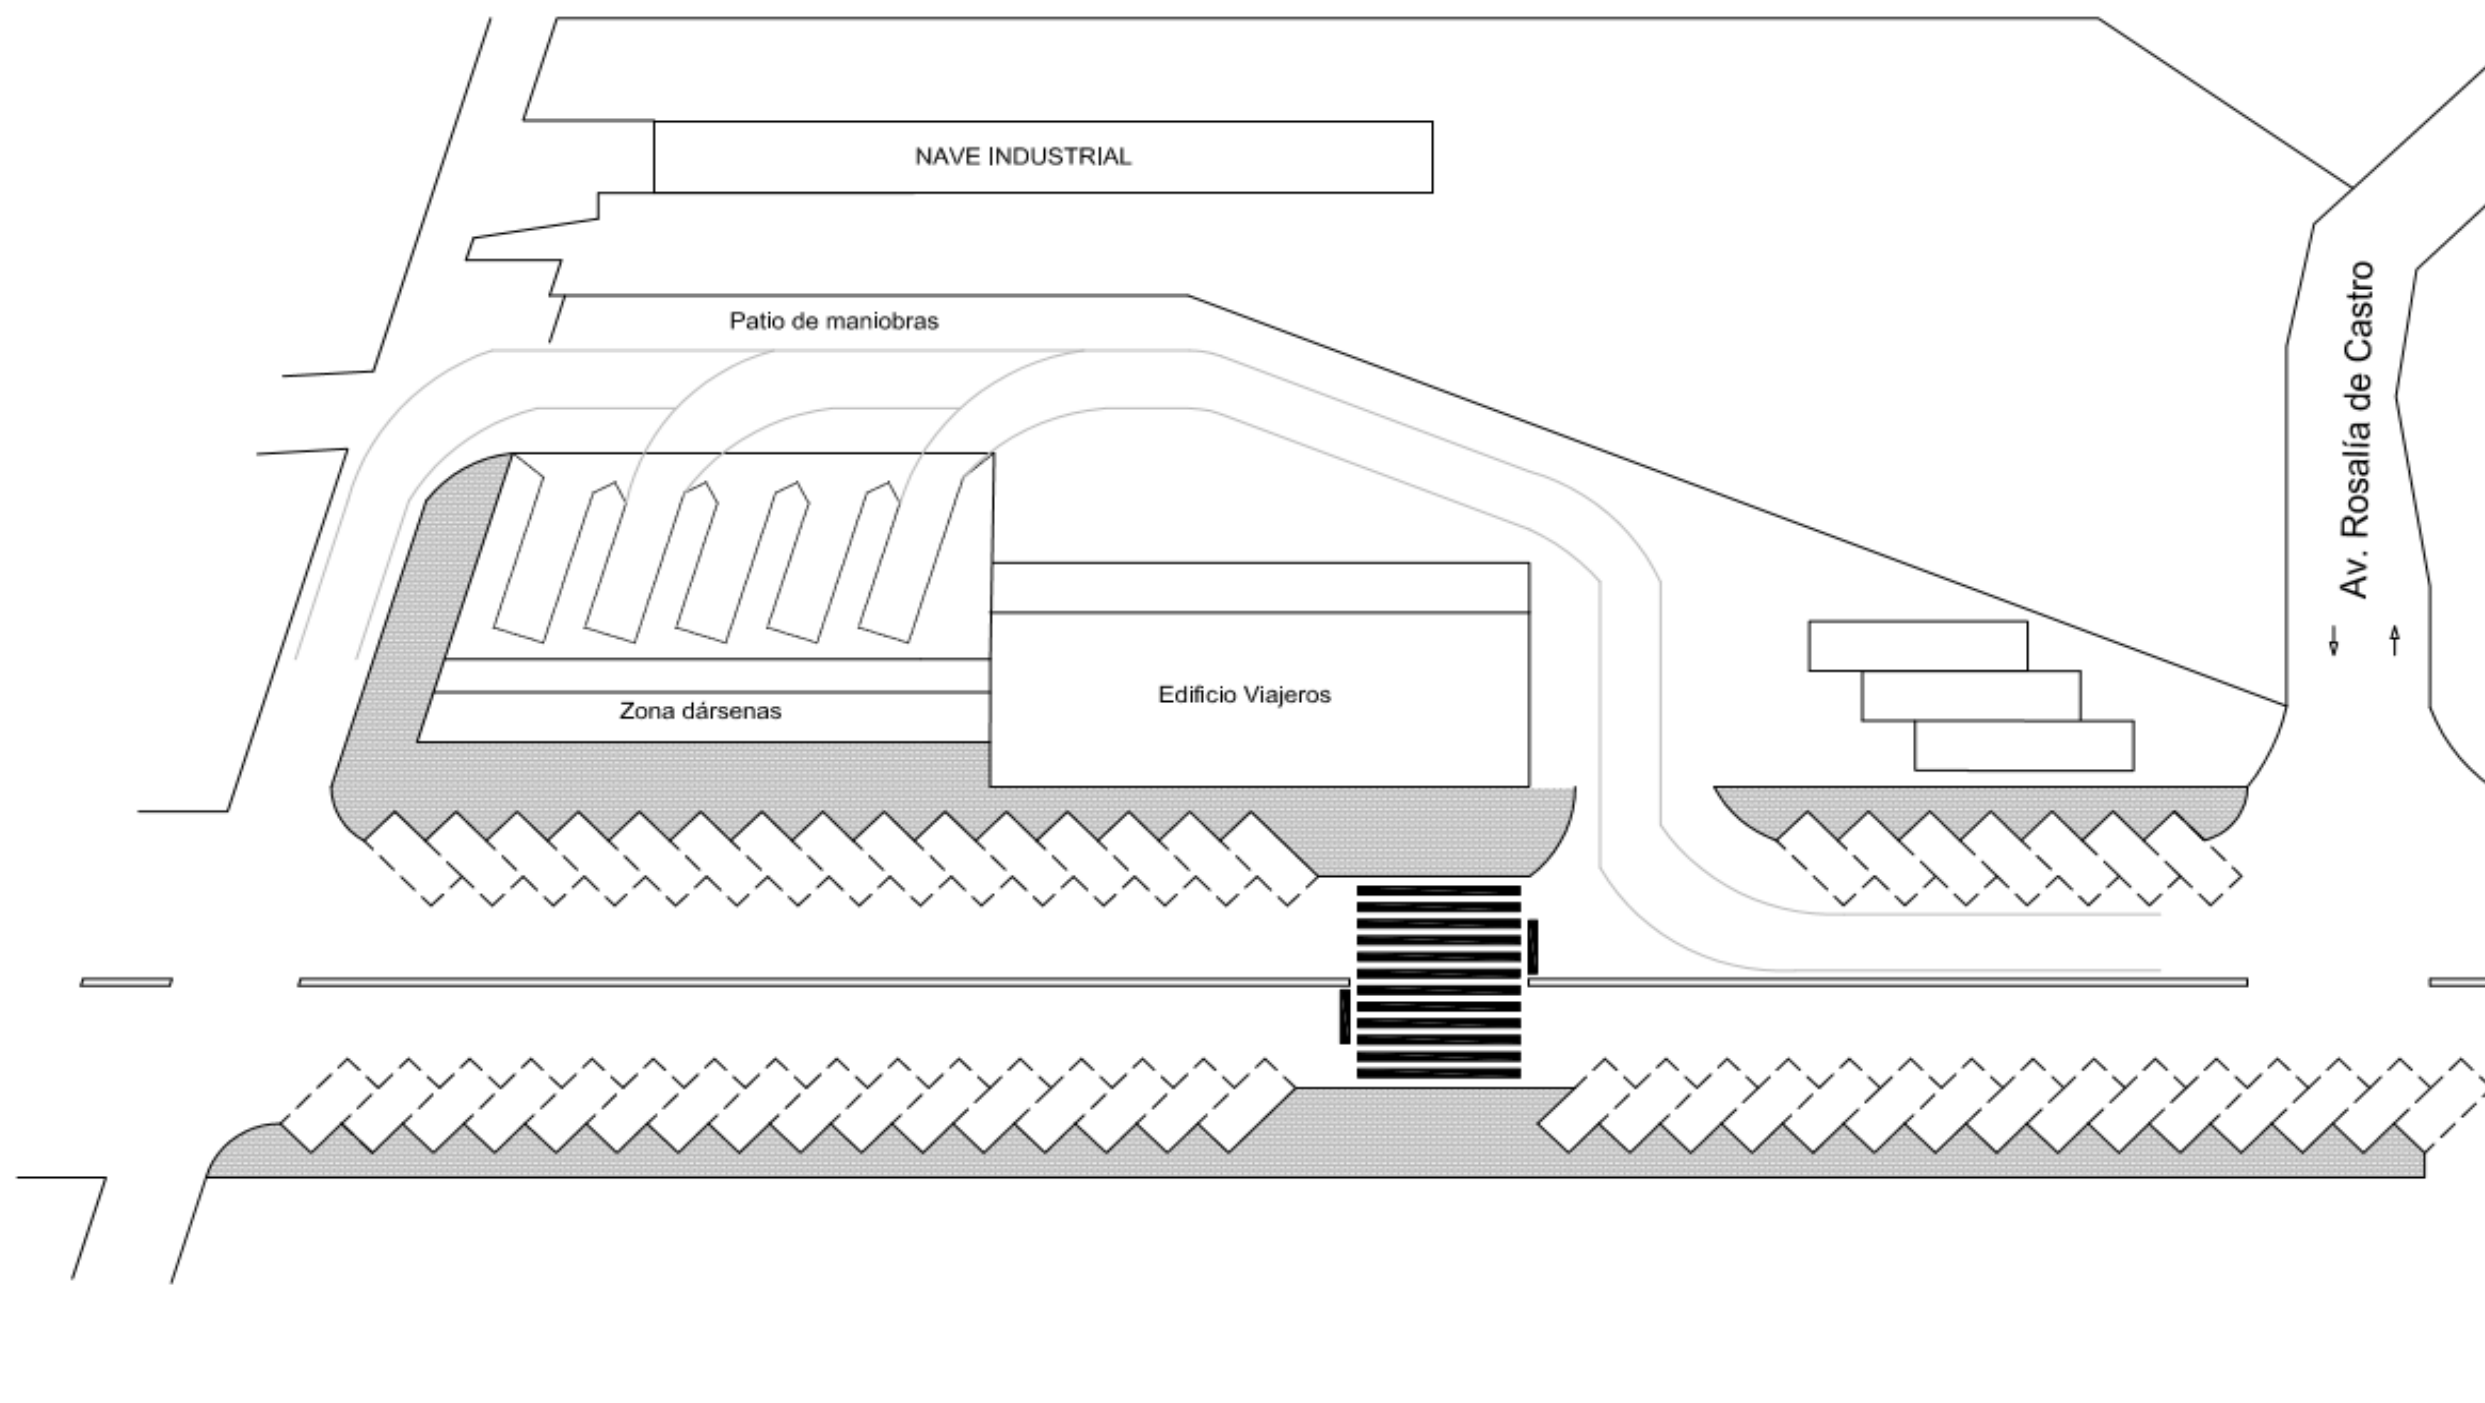 NAVE INDUSTRIAL
Patio de maniobras
Av. Rosalía de Castro
Edificio Viajeros
Zona dársenas